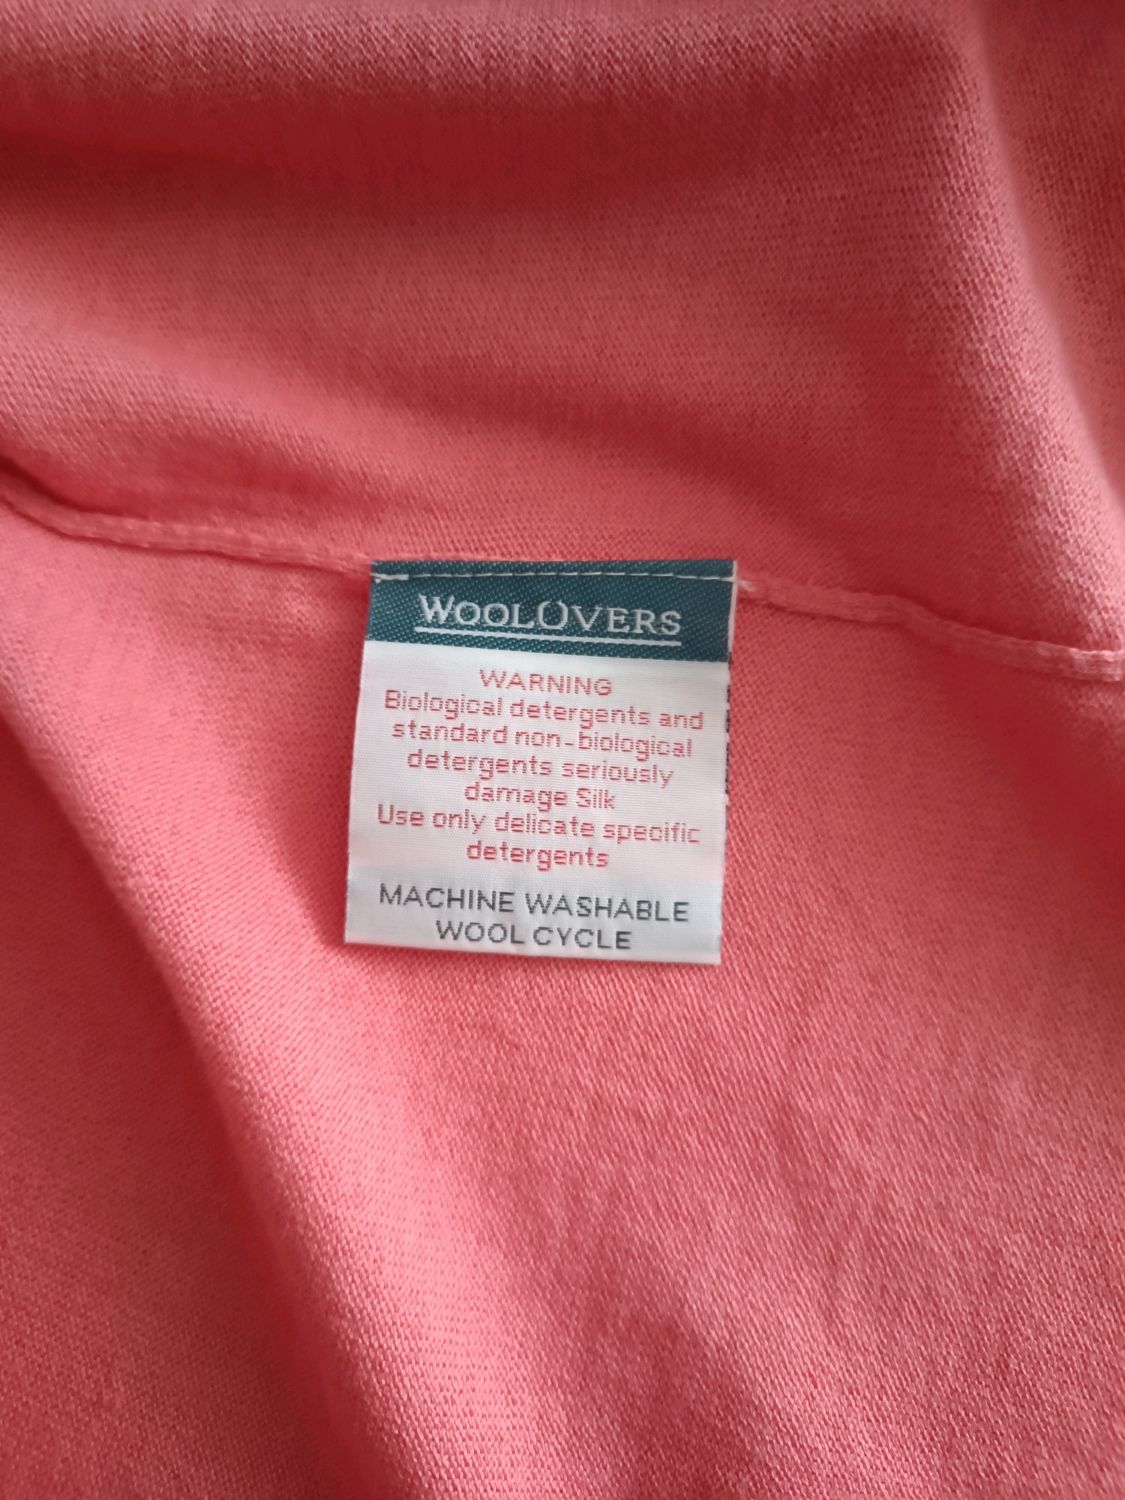 WOOLOVERS
WARNING
Biological detergents and
standard non-biological
detergents seriously
damage Silk
Use only delicate specific
detergents
MACHINE WASHABLE
WOOL CYCLE